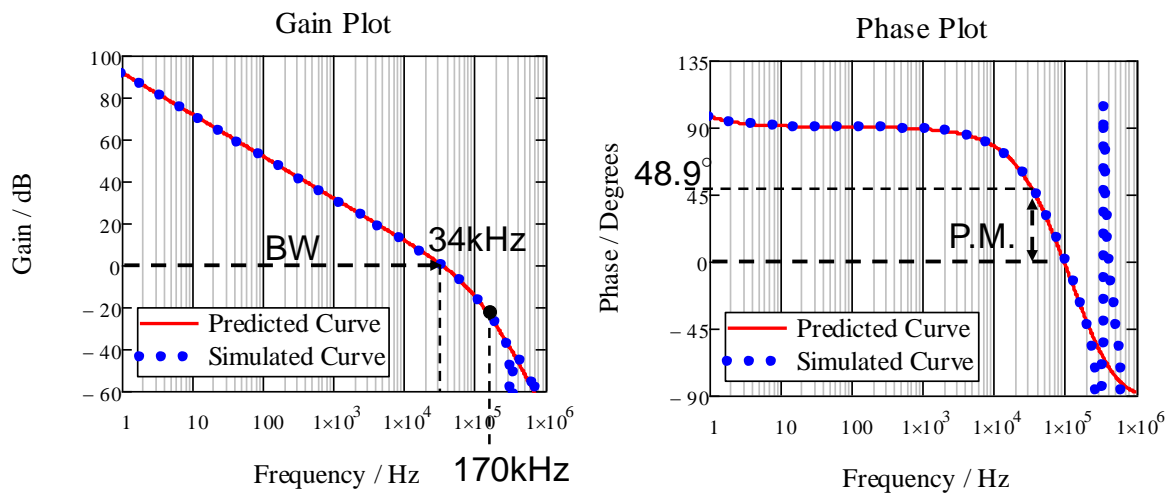 Gain Plot
Gain / dB
100
80
60
40
20
0
− 20
− 40
− 60
BW
34kHz
Predicted Curve
Simulated Curve
1
10
100
1×10³
1×10⁴
1×10⁵
1×10⁶
170kHz
Frequency / Hz
Phase Plot
Phase / Degrees
135
90
48.9°
45
0
− 45
− 90
P.M.
Predicted Curve
Simulated Curve
1
10
100
1×10³
1×10⁴
1×10⁵
1×10⁶
Frequency / Hz